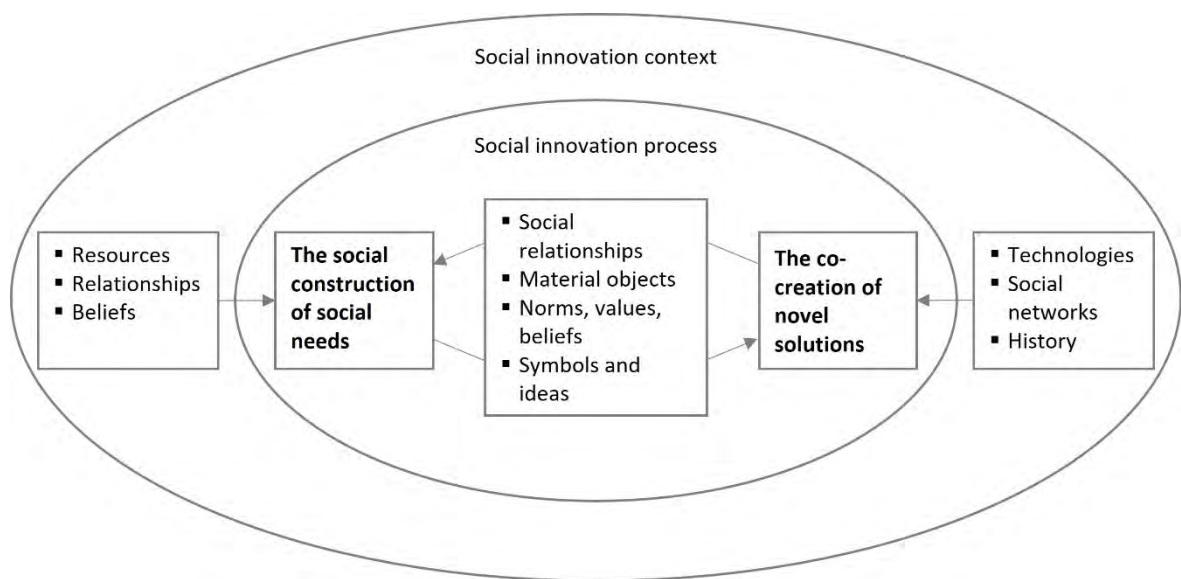 Social innovation context
Social innovation process
▪ Resources
▪ Relationships
▪ Beliefs
The social
construction
of social
needs
▪ Social
relationships
▪ Material objects
▪ Norms, values,
beliefs
▪ Symbols and
ideas
The co-
creation of
novel
solutions
▪ Technologies
▪ Social
networks
▪ History